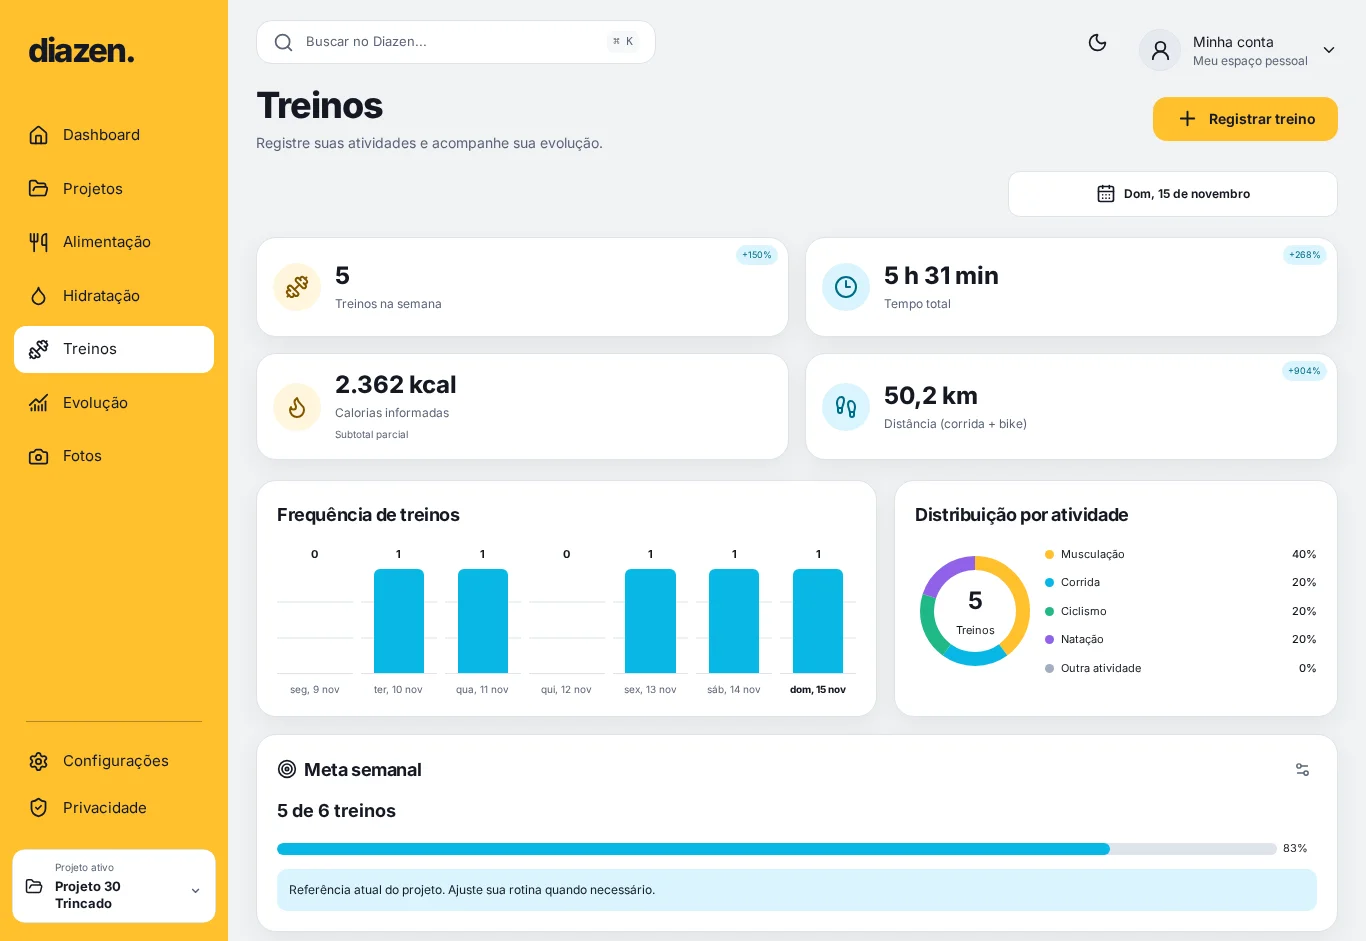 diazen.
Dashboard
Projetos
Alimentação
Hidratação
Treinos
Evolução
Fotos
Configurações
Privacidade
Projeto ativo
Projeto 30
Trincado
Buscar no Diazen...
⌘ K
Minha conta
Meu espaço pessoal
Treinos
Registre suas atividades e acompanhe sua evolução.
Registrar treino
Dom, 15 de novembro
+150%
5
Treinos na semana
+268%
5 h 31 min
Tempo total
2.362 kcal
Calorias informadas
Subtotal parcial
+904%
50,2 km
Distância (corrida + bike)
Frequência de treinos
0 1 1 0 1 1 1
seg, 9 nov ter, 10 nov qua, 11 nov qui, 12 nov sex, 13 nov sáb, 14 nov dom, 15 nov
Distribuição por atividade
5
Treinos
Musculação 40%
Corrida 20%
Ciclismo 20%
Natação 20%
Outra atividade 0%
Meta semanal
5 de 6 treinos
83%
Referência atual do projeto. Ajuste sua rotina quando necessário.